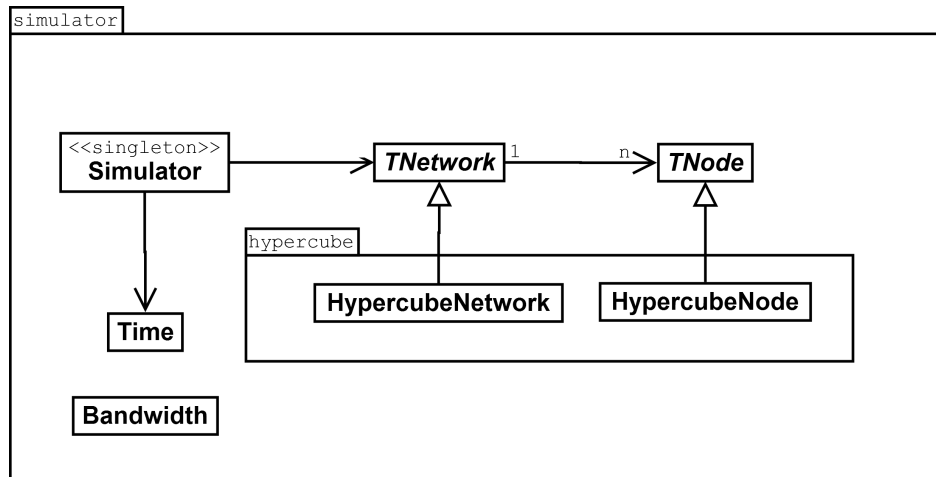 simulator
<<singleton>>
Simulator
TNetwork
1
n
TNode
hypercube
HypercubeNetwork
HypercubeNode
Time
Bandwidth